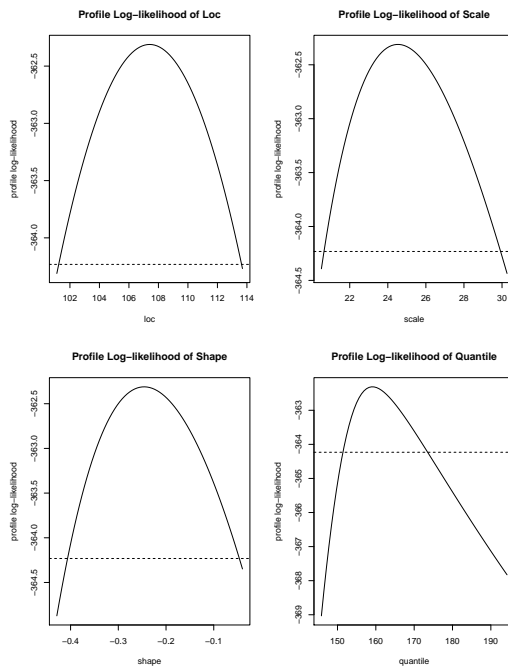 Profile Log−likelihood of Loc
profile log−likelihood
−362.5
−363.0
−363.5
−364.0
102 104 106 108 110 112 114
loc
Profile Log−likelihood of Scale
profile log−likelihood
−362.5
−363.0
−363.5
−364.0
−364.5
22 24 26 28 30
scale
Profile Log−likelihood of Shape
profile log−likelihood
−362.5
−363.0
−363.5
−364.0
−364.5
−0.4 −0.3 −0.2 −0.1
shape
Profile Log−likelihood of Quantile
profile log−likelihood
−363
−364
−365
−366
−367
−368
−369
150 160 170 180 190
quantile